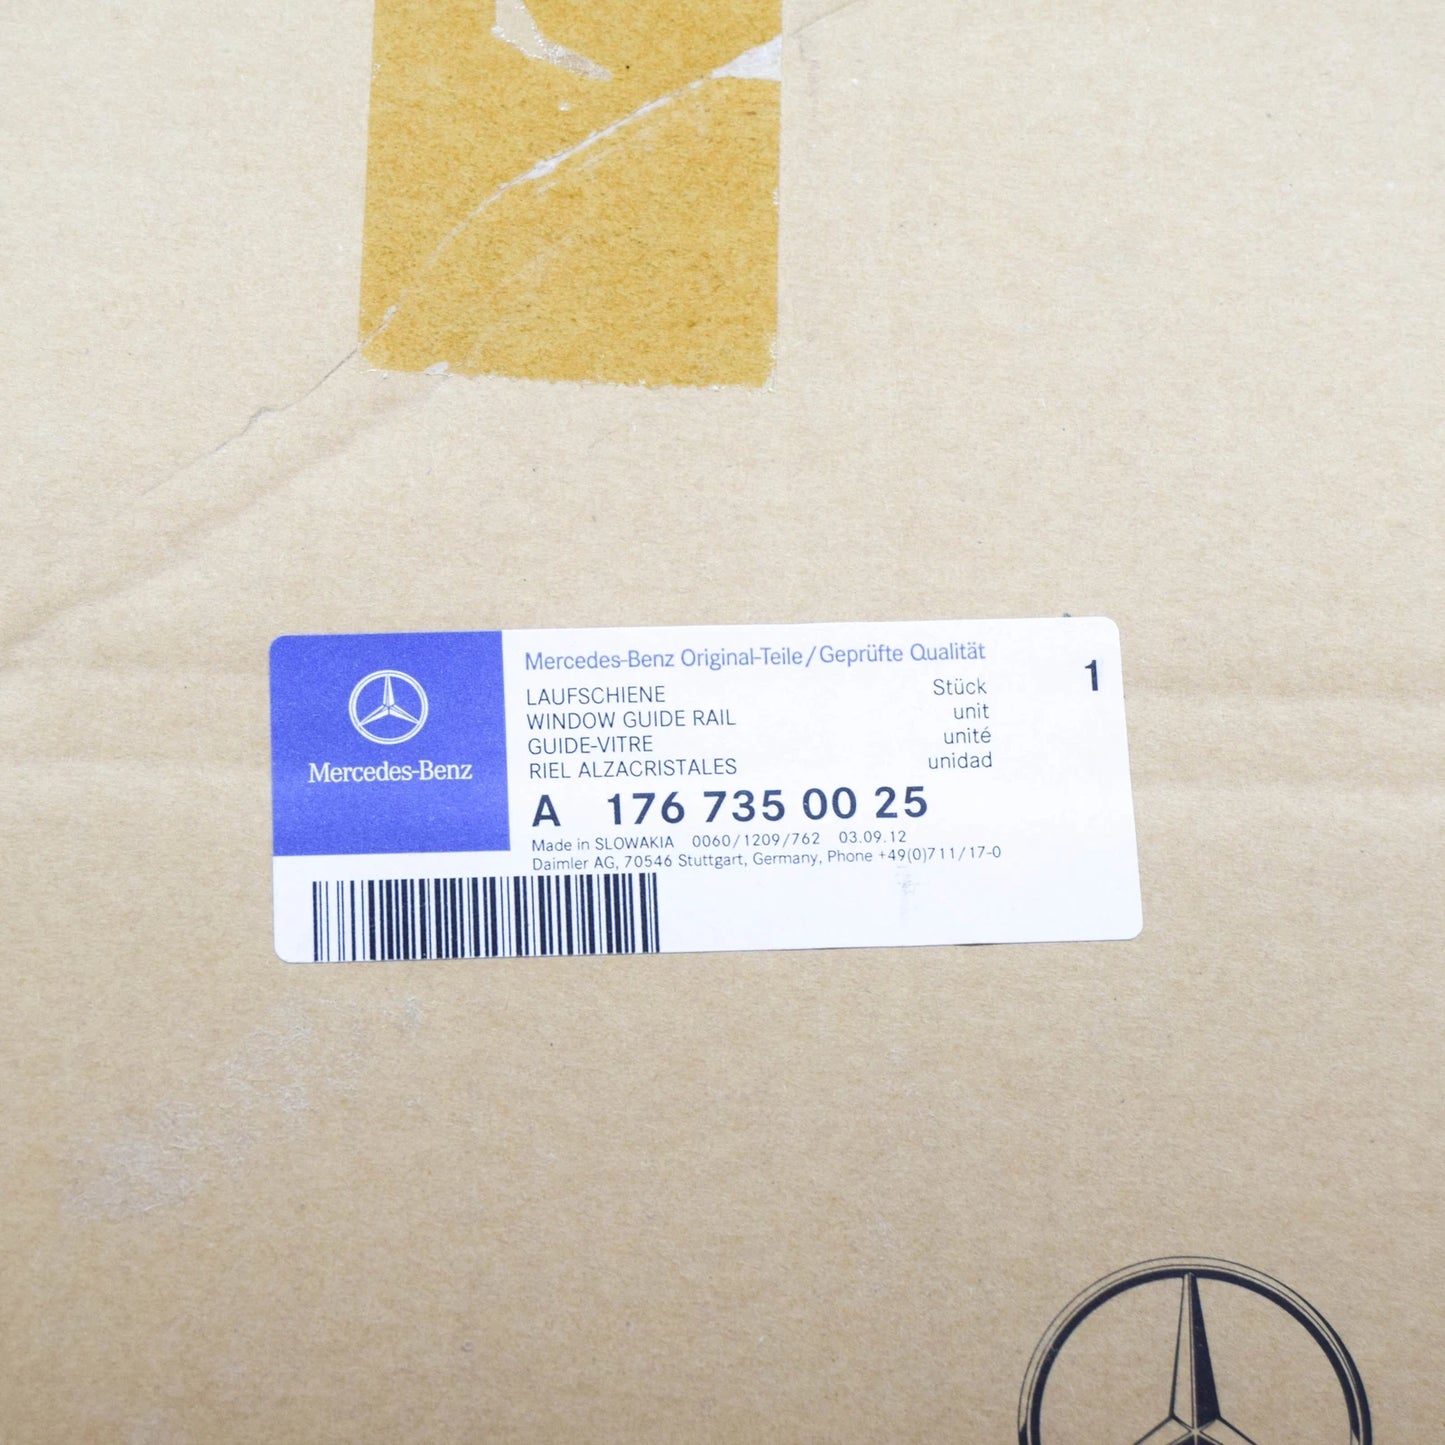 Mercedes-Benz
Mercedes-Benz Original-Teile/Geprüfte Qualität
LAUFSCHIENE Stück 1
WINDOW GUIDE RAIL unit
GUIDE-VITRE unité
RIEL ALZACRISTALES unidad
A 176 735 00 25
Made in SLOWAKIA 0060/1209/762 03.09.12
Daimler AG, 70546 Stuttgart, Germany, Phone +49(0)711/17-0